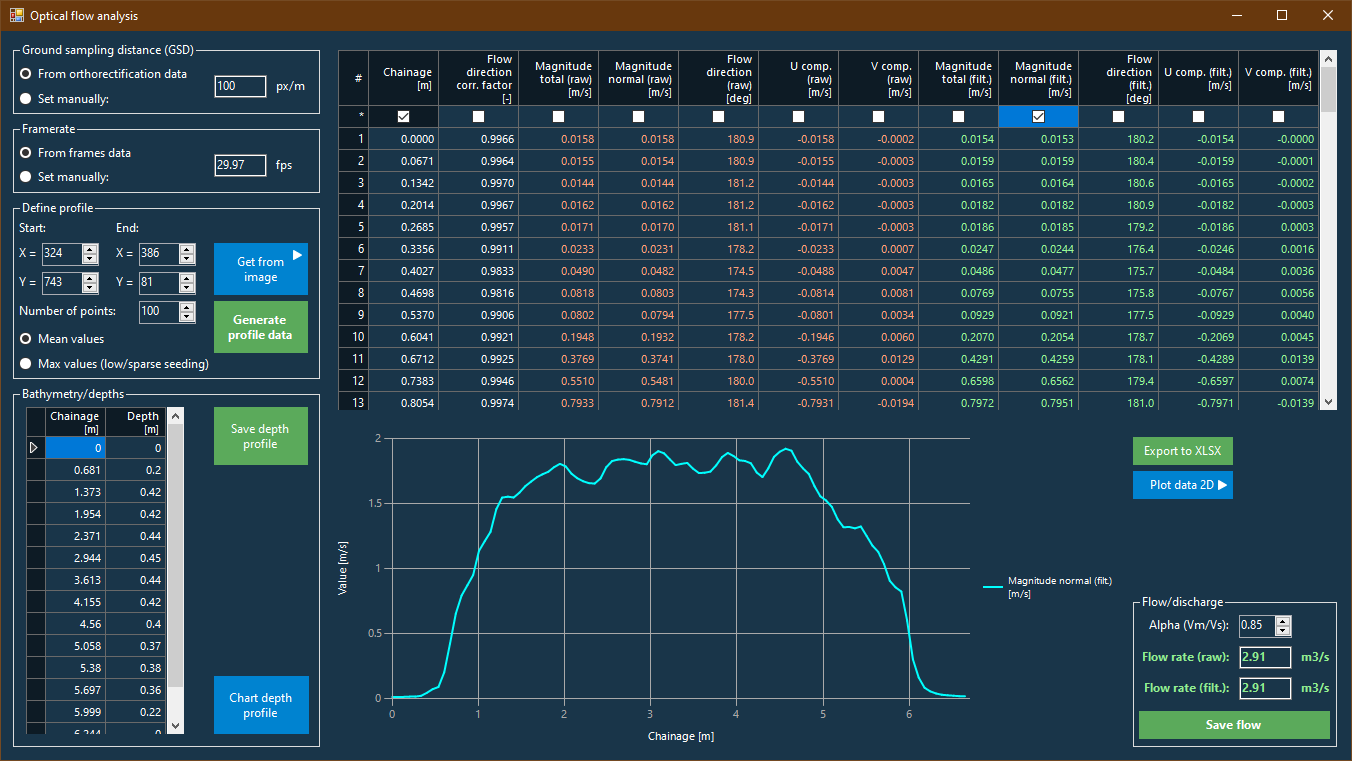 Optical flow analysis
Ground sampling distance (GSD)
From orthorectification data
Set manually:
100 px/m
Framerate
From frames data
Set manually:
29.97 fps
Define profile
Start: End:
X = 324 X = 386
Y = 743 Y = 81
Get from
image
Number of points: 100
Generate
profile data
Mean values
Max values (low/sparse seeding)
Bathymetry/depths
Chainage [m] Depth [m]
0 0
0.681 0.2
1.373 0.42
1.954 0.42
2.371 0.44
2.944 0.45
3.613 0.44
4.155 0.42
4.56 0.4
5.058 0.37
5.38 0.38
5.697 0.36
5.999 0.22
Save depth
profile
Chart depth
profile
# Chainage [m] Flow direction corr. factor [-] Magnitude total (raw) [m/s] Magnitude normal (raw) [m/s] Flow direction (raw) [deg] U comp. (raw) [m/s] V comp. (raw) [m/s] Magnitude total (filt.) [m/s] Magnitude normal (filt.) [m/s] Flow direction (filt.) [deg] U comp. (filt.) [m/s] V comp. (filt.) [m/s]
*
1 0.0000 0.9966 0.0158 0.0158 180.9 -0.0158 -0.0002 0.0154 0.0153 180.2 -0.0154 -0.0000
2 0.0671 0.9964 0.0155 0.0154 180.9 -0.0155 -0.0003 0.0159 0.0159 180.4 -0.0159 -0.0001
3 0.1342 0.9970 0.0144 0.0144 181.2 -0.0144 -0.0003 0.0165 0.0164 180.6 -0.0165 -0.0002
4 0.2014 0.9967 0.0162 0.0162 181.2 -0.0162 -0.0003 0.0182 0.0182 180.9 -0.0182 -0.0003
5 0.2685 0.9957 0.0171 0.0170 181.1 -0.0171 -0.0003 0.0186 0.0185 179.2 -0.0186 0.0003
6 0.3356 0.9911 0.0233 0.0231 178.2 -0.0233 0.0007 0.0247 0.0244 176.4 -0.0246 0.0016
7 0.4027 0.9833 0.0490 0.0482 174.5 -0.0488 0.0047 0.0486 0.0477 175.7 -0.0484 0.0036
8 0.4698 0.9816 0.0818 0.0803 174.3 -0.0814 0.0081 0.0769 0.0755 175.8 -0.0767 0.0056
9 0.5370 0.9906 0.0802 0.0794 177.5 -0.0801 0.0034 0.0929 0.0921 177.5 -0.0929 0.0040
10 0.6041 0.9921 0.1948 0.1932 178.2 -0.1946 0.0060 0.2070 0.2054 178.7 -0.2069 0.0045
11 0.6712 0.9925 0.3769 0.3741 178.0 -0.3769 0.0129 0.4291 0.4259 178.1 -0.4289 0.0139
12 0.7383 0.9946 0.5510 0.5481 180.0 -0.5510 0.0004 0.6598 0.6562 179.4 -0.6597 0.0074
13 0.8054 0.9974 0.7933 0.7912 181.4 -0.7931 -0.0194 0.7972 0.7951 181.0 -0.7971 -0.0139
2
1.5
1
0.5
0
Value [m/s]
0 1 2 3 4 5 6
Chainage [m]
Magnitude normal (filt.)
[m/s]
Export to XLSX
Plot data 2D
Flow/discharge
Alpha (Vm/Vs): 0.85
Flow rate (raw): 2.91 m3/s
Flow rate (filt.): 2.91 m3/s
Save flow